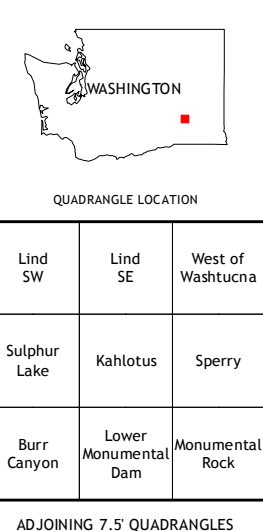 WASHINGTON
QUADRANGLE LOCATION
Lind
SW
Lind
SE
West of
Washtucna
Sulphur
Lake
Kahlotus
Sperry
Burr
Canyon
Lower
Monumental
Dam
Monumental
Rock
ADJOINING 7.5' QUADRANGLES